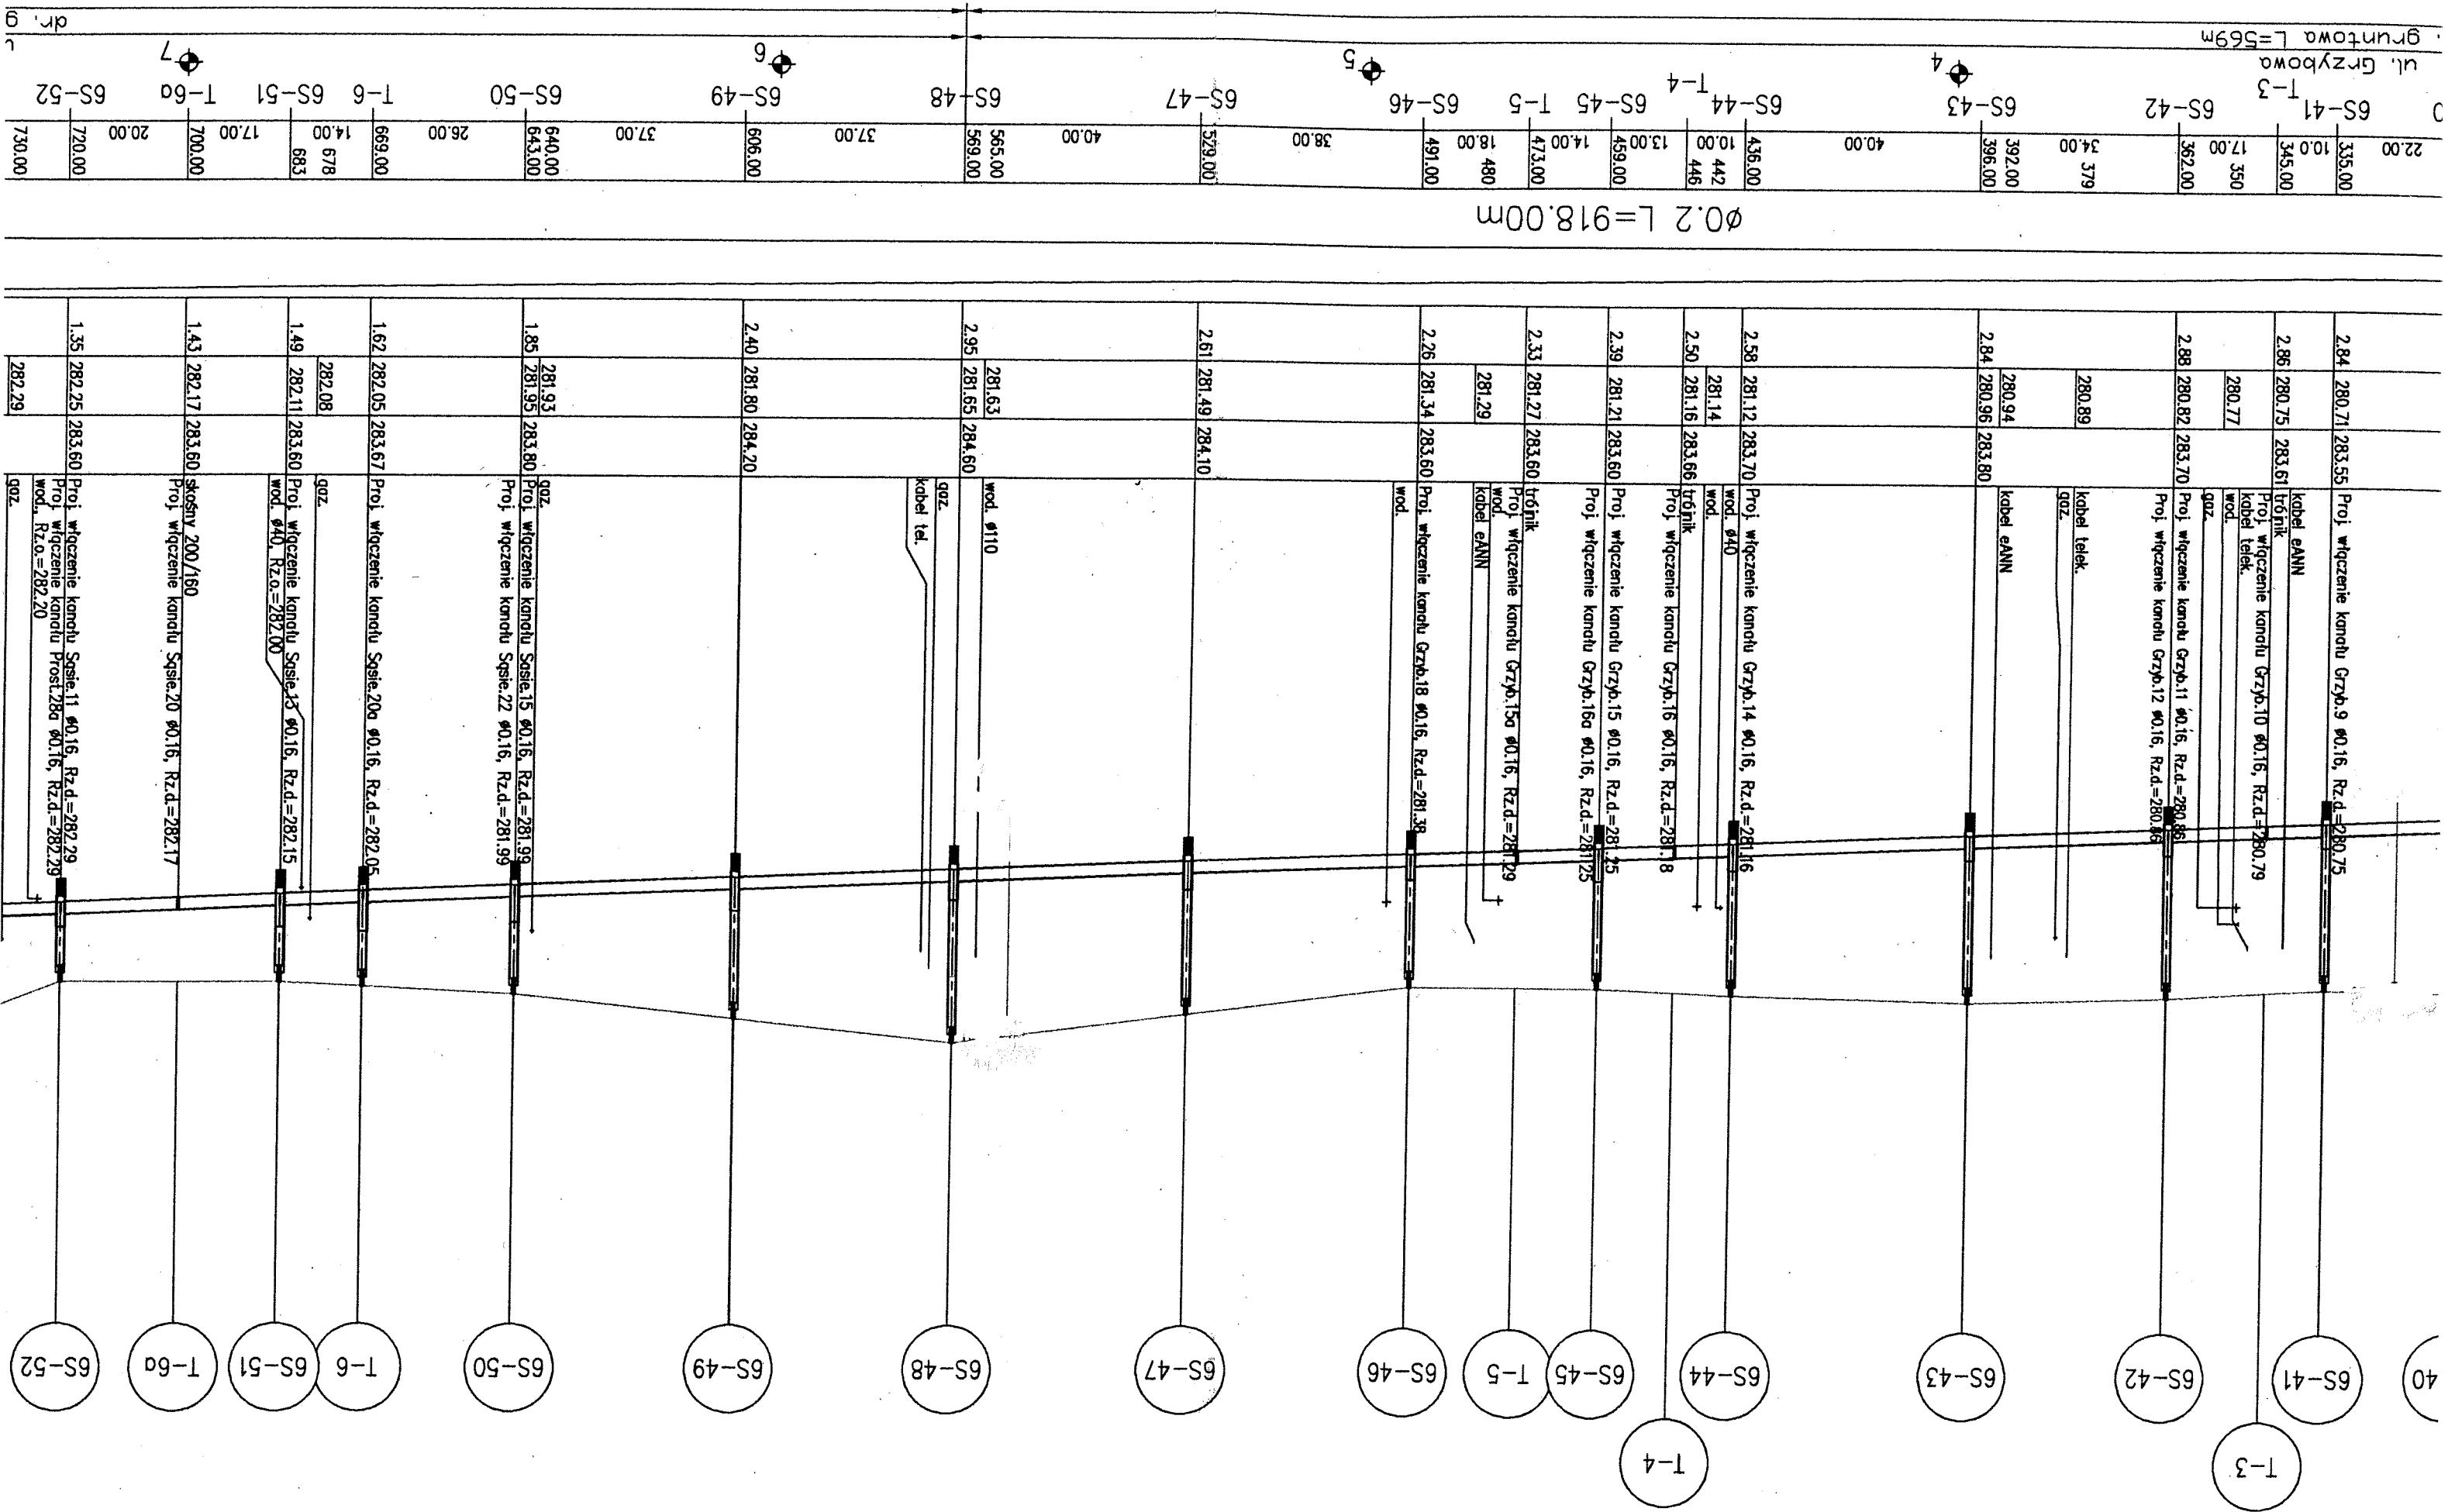 40
6S-41
T-3
6S-42
6S-43
6S-44
T-4
6S-45
T-5
6S-46
6S-47
6S-48
6S-49
6S-50
T-6
6S-51
T-6a
6S-52
Proj. włączenie kanału Grzyb.9 ø0.16, Rz.d.=280.75
kabel eANN
trójnik
Proj. włączenie kanału Grzyb.10 ø0.16, Rz.d.=280.79
kabel telek.
wod.
gaz.
Proj. włączenie kanału Grzyb.11 ø0.16, Rz.d.=280.86
Proj. włączenie kanału Grzyb.12 ø0.16, Rz.d.=280.86
kabel telek.
gaz.
kabel eANN
Proj. włączenie kanału Grzyb.14 ø0.16, Rz.d.=281.16
wod. ø40
wod.
trójnik
Proj. włączenie kanału Grzyb.16 ø0.16, Rz.d.=281.18
Proj. włączenie kanału Grzyb.15 ø0.16, Rz.d.=281.25
Proj. włączenie kanału Grzyb.16a ø0.16, Rz.d.=281.25
trójnik
Proj. włączenie kanału Grzyb.15a ø0.16, Rz.d.=281.29
wod.
kabel eANN
Proj. włączenie kanału Grzyb.18 ø0.16, Rz.d.=281.38
wod.
wod. ø110
gaz.
kabel tel.
gaz.
Proj. włączenie kanału Sąsie.15 ø0.16, Rz.d.=281.99
Proj. włączenie kanału Sąsie.22 ø0.16, Rz.d.=281.99
Proj. włączenie kanału Sąsie.20a ø0.16, Rz.d.=282.05
gaz.
Proj. włączenie kanału Sąsie.13 ø0.16, Rz.d.=282.15
wod. ø40, Rz.o.=282.00
skośny 200/160
Proj. włączenie kanału Sąsie.20 ø0.16, Rz.d.=282.17
Proj. włączenie kanału Sąsie.11 ø0.16, Rz.d.=282.29
Proj. włączenie kanału Prost.28a ø0.16, Rz.d.=282.29
wod., Rz.o.=282.20
gaz.
283.55
283.61
283.70
283.80
283.70
283.66
283.60
283.60
283.60
284.10
284.60
284.20
283.80
283.67
283.60
283.60
283.60
280.71
280.75
280.77
280.82
280.89
280.94
280.96
281.12
281.14
281.16
281.21
281.27
281.29
281.34
281.49
281.63
281.65
281.80
281.93
281.95
282.05
282.08
282.11
282.17
282.25
282.29
2.84
2.86
2.88
2.84
2.58
2.50
2.39
2.33
2.26
2.61
2.95
2.40
1.85
1.62
1.49
1.43
1.35
ø0.2 L=918.00m
335.00
345.00
350
362.00
379
392.00
396.00
436.00
442
446
459.00
473.00
480
491.00
529.00
565.00
569.00
606.00
640.00
643.00
669.00
678
683
700.00
720.00
730.00
22.00
10.0
17.00
34.00
40.00
10.00
13.00
14.00
18.00
38.00
40.00
37.00
37.00
26.00
14.00
17.00
20.00
6S-41
T-3
6S-42
6S-43
6S-44
T-4
6S-45
T-5
6S-46
6S-47
6S-48
6S-49
6S-50
T-6
6S-51
T-6a
6S-52
ul. Grzybowa
4
5
6
7
gruntowa L=569m
dr. g